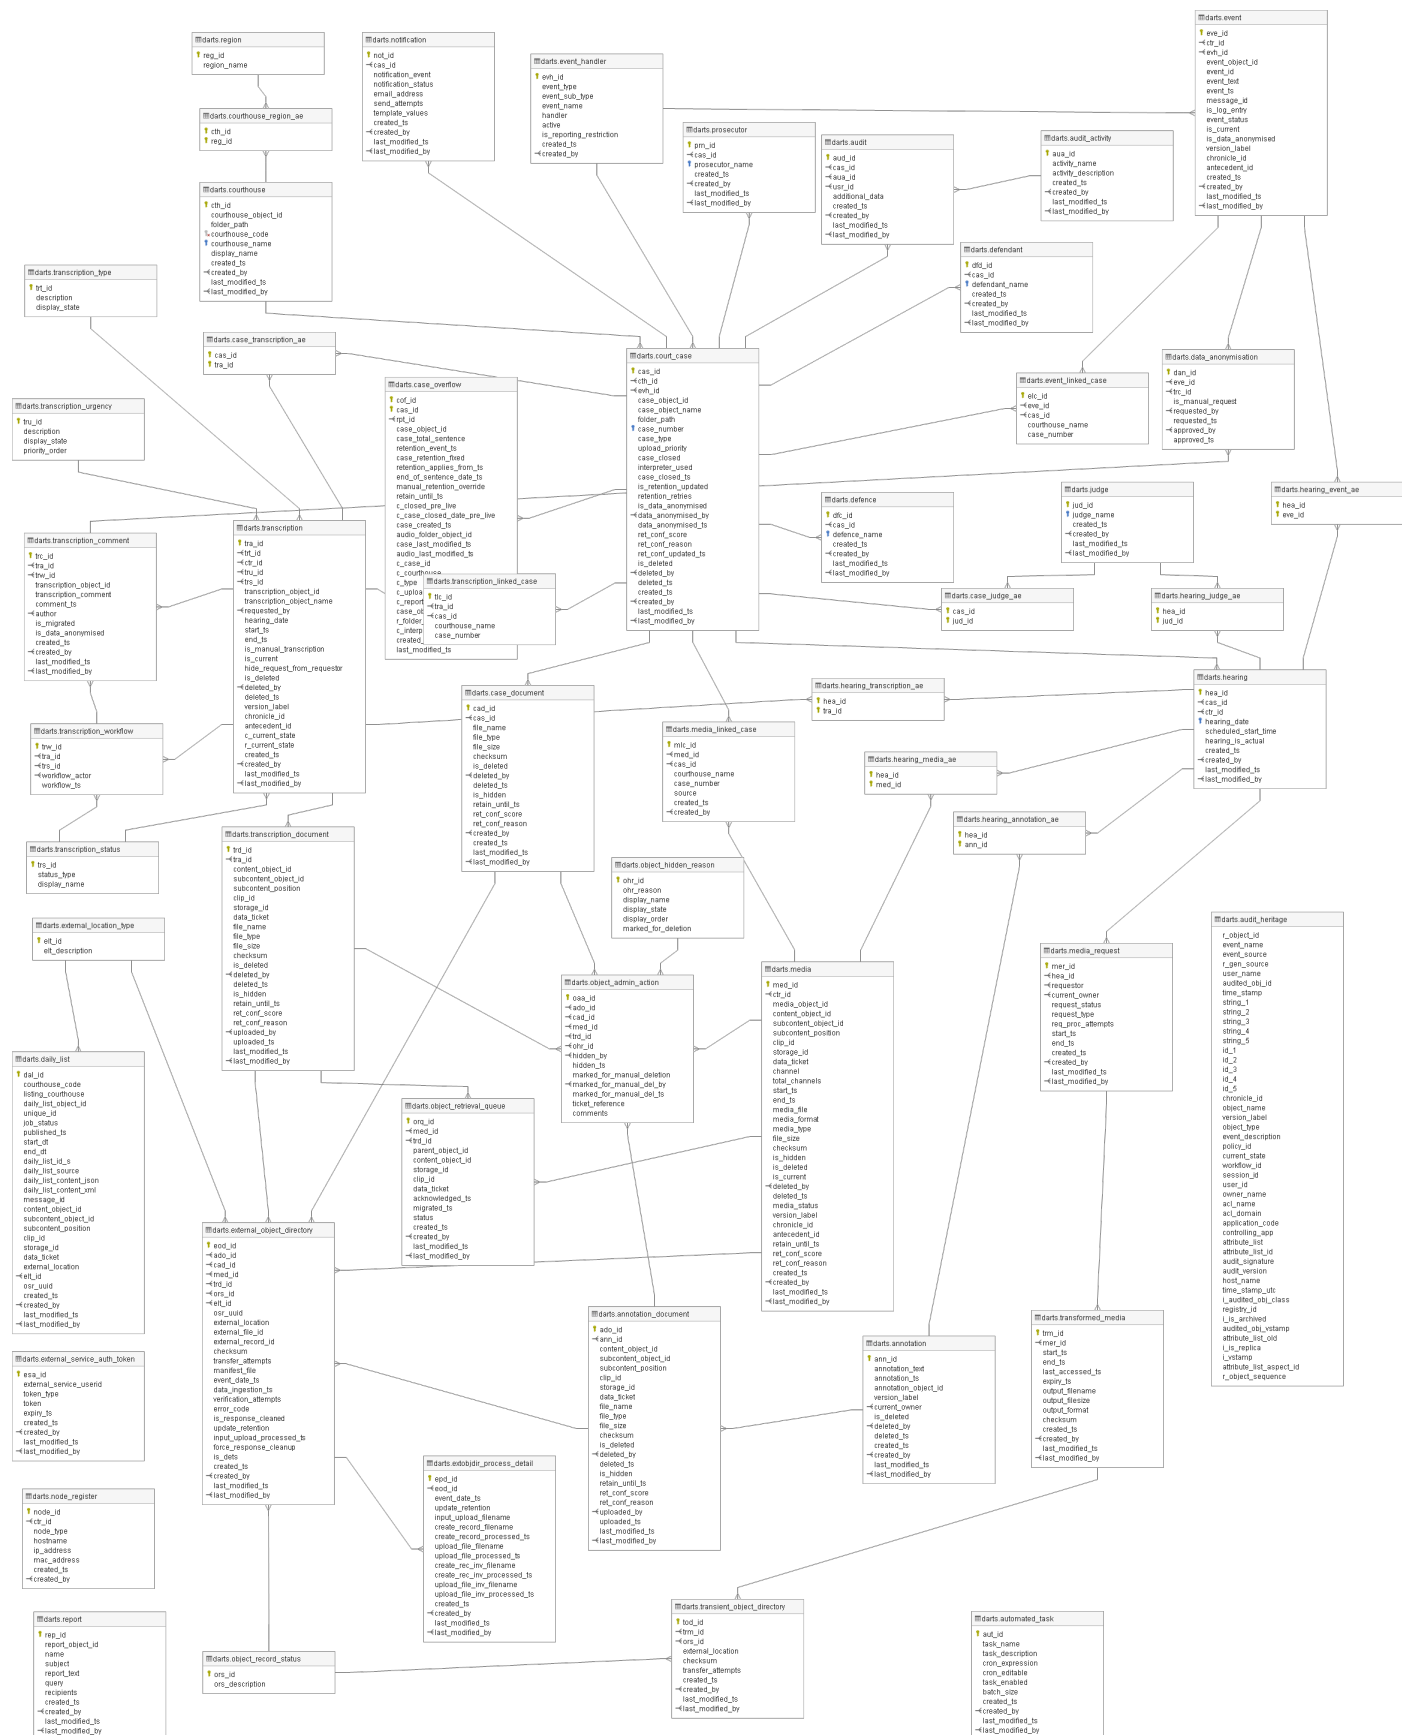 darts.region
reg_id
region_name
darts.notification
not_id
cas_id
notification_event
notification_status
email_address
send_attempts
template_values
created_ts
created_by
last_modified_ts
last_modified_by
darts.event_handler
evh_id
event_type
event_sub_type
event_name
handler
active
is_reporting_restriction
created_ts
created_by
darts.event
eve_id
ctr_id
evh_id
event_object_id
event_id
event_text
event_ts
message_id
is_log_entry
event_status
is_current
is_data_anonymised
version_label
chronicle_id
antecedent_id
created_ts
created_by
last_modified_ts
last_modified_by
darts.courthouse_region_ae
cth_id
reg_id
darts.prosecutor
prn_id
cas_id
prosecutor_name
created_ts
created_by
last_modified_ts
last_modified_by
darts.audit
aud_id
cas_id
aua_id
usr_id
additional_data
created_ts
created_by
last_modified_ts
last_modified_by
darts.audit_activity
aua_id
activity_name
activity_description
created_ts
created_by
last_modified_ts
last_modified_by
darts.courthouse
cth_id
courthouse_object_id
folder_path
courthouse_code
courthouse_name
display_name
created_ts
created_by
last_modified_ts
last_modified_by
darts.defendant
dfd_id
cas_id
defendant_name
created_ts
created_by
last_modified_ts
last_modified_by
darts.transcription_type
trt_id
description
display_state
darts.case_transcription_ae
cas_id
tra_id
darts.court_case
cas_id
cth_id
evh_id
case_object_id
case_object_name
folder_path
case_number
case_type
upload_priority
case_closed
interpreter_used
case_closed_ts
is_retention_updated
retention_retries
is_data_anonymised
data_anonymised_by
data_anonymised_ts
ret_conf_score
ret_conf_reason
ret_conf_updated_ts
is_deleted
deleted_by
deleted_ts
created_ts
created_by
last_modified_ts
last_modified_by
darts.data_anonymisation
dan_id
eve_id
trc_id
is_manual_request
requested_by
requested_ts
approved_by
approved_ts
darts.event_linked_case
elc_id
eve_id
cas_id
courthouse_name
case_number
darts.case_overflow
cof_id
cas_id
rpt_id
case_object_id
case_total_sentence
retention_event_ts
case_retention_fixed
retention_applies_from_ts
end_of_sentence_date_ts
manual_retention_override
retain_until_ts
c_closed_pre_live
c_case_closed_date_pre_live
case_created_ts
audio_folder_object_id
case_last_modified_ts
audio_last_modified_ts
c_case_id
c_courthouse
c_type
c_uploa
c_report
case_ob
r_folder_
c_interp
created_
last_modified_ts
darts.transcription_urgency
tru_id
description
display_state
priority_order
darts.judge
jud_id
judge_name
created_ts
created_by
last_modified_ts
last_modified_by
darts.hearing_event_ae
hea_id
eve_id
darts.defence
dfc_id
cas_id
defence_name
created_ts
created_by
last_modified_ts
last_modified_by
darts.transcription
tra_id
trt_id
ctr_id
tru_id
trs_id
transcription_object_id
transcription_object_name
requested_by
hearing_date
start_ts
end_ts
is_manual_transcription
is_current
hide_request_from_requestor
is_deleted
deleted_by
deleted_ts
version_label
chronicle_id
antecedent_id
c_current_state
r_current_state
created_ts
created_by
last_modified_ts
last_modified_by
darts.transcription_comment
trc_id
tra_id
trw_id
transcription_object_id
transcription_comment
comment_ts
author
is_migrated
is_data_anonymised
created_ts
created_by
last_modified_ts
last_modified_by
darts.transcription_linked_case
tlc_id
tra_id
cas_id
courthouse_name
case_number
darts.case_judge_ae
cas_id
jud_id
darts.hearing_judge_ae
hea_id
jud_id
darts.hearing
hea_id
cas_id
ctr_id
hearing_date
scheduled_start_time
hearing_is_actual
created_ts
created_by
last_modified_ts
last_modified_by
darts.hearing_transcription_ae
hea_id
tra_id
darts.case_document
cad_id
cas_id
file_name
file_type
file_size
checksum
is_deleted
deleted_by
deleted_ts
is_hidden
retain_until_ts
ret_conf_score
ret_conf_reason
created_by
created_ts
last_modified_ts
last_modified_by
darts.media_linked_case
mlc_id
med_id
cas_id
courthouse_name
case_number
source
created_ts
created_by
darts.transcription_workflow
trw_id
tra_id
trs_id
workflow_actor
workflow_ts
darts.hearing_media_ae
hea_id
med_id
darts.hearing_annotation_ae
hea_id
ann_id
darts.transcription_document
trd_id
tra_id
content_object_id
subcontent_object_id
subcontent_position
clip_id
storage_id
data_ticket
file_name
file_type
file_size
checksum
is_deleted
deleted_by
deleted_ts
is_hidden
retain_until_ts
ret_conf_score
ret_conf_reason
uploaded_by
uploaded_ts
last_modified_ts
last_modified_by
darts.transcription_status
trs_id
status_type
display_name
darts.object_hidden_reason
ohr_id
ohr_reason
display_name
display_state
display_order
marked_for_deletion
darts.external_location_type
elt_id
elt_description
darts.audit_heritage
r_object_id
event_name
event_source
r_gen_source
user_name
audited_obj_id
time_stamp
string_1
string_2
string_3
string_4
string_5
id_1
id_2
id_3
id_4
id_5
chronicle_id
object_name
version_label
object_type
event_description
policy_id
current_state
workflow_id
session_id
user_id
owner_name
acl_name
acl_domain
application_code
controlling_app
attribute_list
attribute_list_id
audit_signature
audit_version
host_name
time_stamp_utc
i_audited_obj_class
registry_id
i_is_archived
audited_obj_vstamp
attribute_list_old
i_is_replica
i_vstamp
attribute_list_aspect_id
r_object_sequence
darts.media_request
mer_id
hea_id
requestor
current_owner
request_status
request_type
req_proc_attempts
start_ts
end_ts
created_ts
created_by
last_modified_ts
last_modified_by
darts.media
med_id
ctr_id
media_object_id
content_object_id
subcontent_object_id
subcontent_position
clip_id
storage_id
data_ticket
channel
total_channels
start_ts
end_ts
media_file
media_format
media_type
file_size
checksum
is_hidden
is_deleted
is_current
deleted_by
deleted_ts
media_status
version_label
chronicle_id
antecedent_id
retain_until_ts
ret_conf_score
ret_conf_reason
created_ts
created_by
last_modified_ts
last_modified_by
darts.object_admin_action
oaa_id
ado_id
cad_id
med_id
trd_id
ohr_id
hidden_by
hidden_ts
marked_for_manual_deletion
marked_for_manual_del_by
marked_for_manual_del_ts
ticket_reference
comments
darts.daily_list
dal_id
courthouse_code
listing_courthouse
daily_list_object_id
unique_id
job_status
published_ts
start_dt
end_dt
daily_list_id_s
daily_list_source
daily_list_content_json
daily_list_content_xml
message_id
content_object_id
subcontent_object_id
subcontent_position
clip_id
storage_id
data_ticket
external_location
elt_id
osr_uuid
created_ts
created_by
last_modified_ts
last_modified_by
darts.object_retrieval_queue
orq_id
med_id
trd_id
parent_object_id
content_object_id
storage_id
clip_id
data_ticket
acknowledged_ts
migrated_ts
status
created_ts
created_by
last_modified_ts
last_modified_by
darts.external_object_directory
eod_id
ado_id
cad_id
med_id
trd_id
ors_id
elt_id
osr_uuid
external_location
external_file_id
external_record_id
checksum
transfer_attempts
manifest_file
event_date_ts
data_ingestion_ts
verification_attempts
error_code
is_response_cleaned
update_retention
input_upload_processed_ts
force_response_cleanup
is_dets
created_ts
created_by
last_modified_ts
last_modified_by
darts.annotation_document
ado_id
ann_id
content_object_id
subcontent_object_id
subcontent_position
clip_id
storage_id
data_ticket
file_name
file_type
file_size
checksum
is_deleted
deleted_by
deleted_ts
is_hidden
retain_until_ts
ret_conf_score
ret_conf_reason
uploaded_by
uploaded_ts
last_modified_ts
last_modified_by
darts.transformed_media
trm_id
mer_id
start_ts
end_ts
last_accessed_ts
expiry_ts
output_filename
output_filesize
output_format
checksum
created_ts
created_by
last_modified_ts
last_modified_by
darts.annotation
ann_id
annotation_text
annotation_ts
annotation_object_id
version_label
current_owner
is_deleted
deleted_by
deleted_ts
created_ts
created_by
last_modified_ts
last_modified_by
darts.external_service_auth_token
esa_id
external_service_userid
token_type
token
expiry_ts
created_ts
created_by
last_modified_ts
last_modified_by
darts.extobjdir_process_detail
epd_id
eod_id
event_date_ts
update_retention
input_upload_filename
create_record_filename
create_record_processed_ts
upload_file_filename
upload_file_processed_ts
create_rec_inv_filename
create_rec_inv_processed_ts
upload_file_inv_filename
upload_file_inv_processed_ts
created_ts
created_by
last_modified_ts
last_modified_by
darts.node_register
node_id
ctr_id
node_type
hostname
ip_address
mac_address
created_ts
created_by
darts.transient_object_directory
tod_id
trm_id
ors_id
external_location
checksum
transfer_attempts
created_ts
created_by
last_modified_ts
last_modified_by
darts.report
rep_id
report_object_id
name
subject
report_text
query
recipients
created_ts
created_by
last_modified_ts
last_modified_by
darts.automated_task
aut_id
task_name
task_description
cron_expression
cron_editable
task_enabled
batch_size
created_ts
created_by
last_modified_ts
last_modified_by
darts.object_record_status
ors_id
ors_description